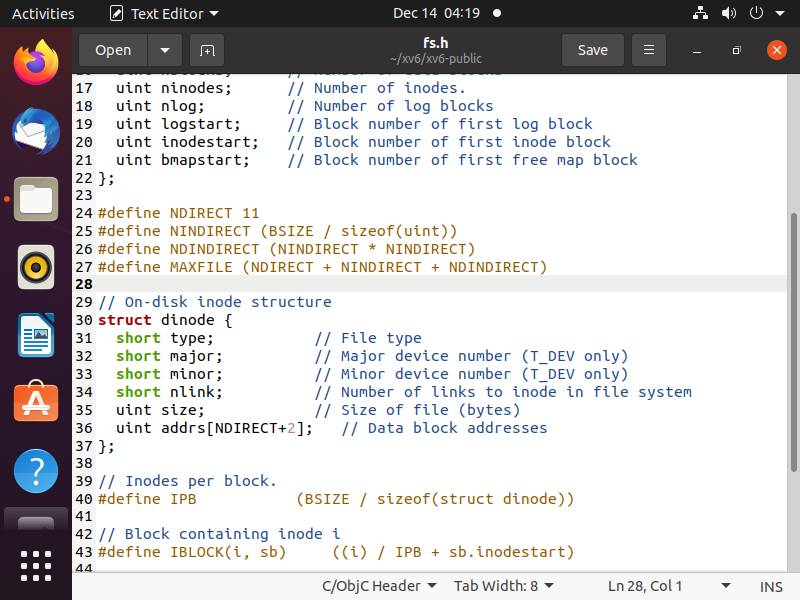 Activities Text Editor Dec 14 04:19
Open fs.h Save
~/xv6/xv6-public
17 uint ninodes; // Number of inodes.
18 uint nlog; // Number of log blocks
19 uint logstart; // Block number of first log block
20 uint inodestart; // Block number of first inode block
21 uint bmapstart; // Block number of first free map block
22 };
23
24 #define NDIRECT 11
25 #define NINDIRECT (BSIZE / sizeof(uint))
26 #define NDINDIRECT (NINDIRECT * NINDIRECT)
27 #define MAXFILE (NDIRECT + NINDIRECT + NDINDIRECT)
28
29 // On-disk inode structure
30 struct dinode {
31 short type; // File type
32 short major; // Major device number (T_DEV only)
33 short minor; // Minor device number (T_DEV only)
34 short nlink; // Number of links to inode in file system
35 uint size; // Size of file (bytes)
36 uint addrs[NDIRECT+2]; // Data block addresses
37 };
38
39 // Inodes per block.
40 #define IPB (BSIZE / sizeof(struct dinode))
41
42 // Block containing inode i
43 #define IBLOCK(i, sb) ((i) / IPB + sb.inodestart)
44
C/ObjC Header Tab Width: 8 Ln 28, Col 1 INS